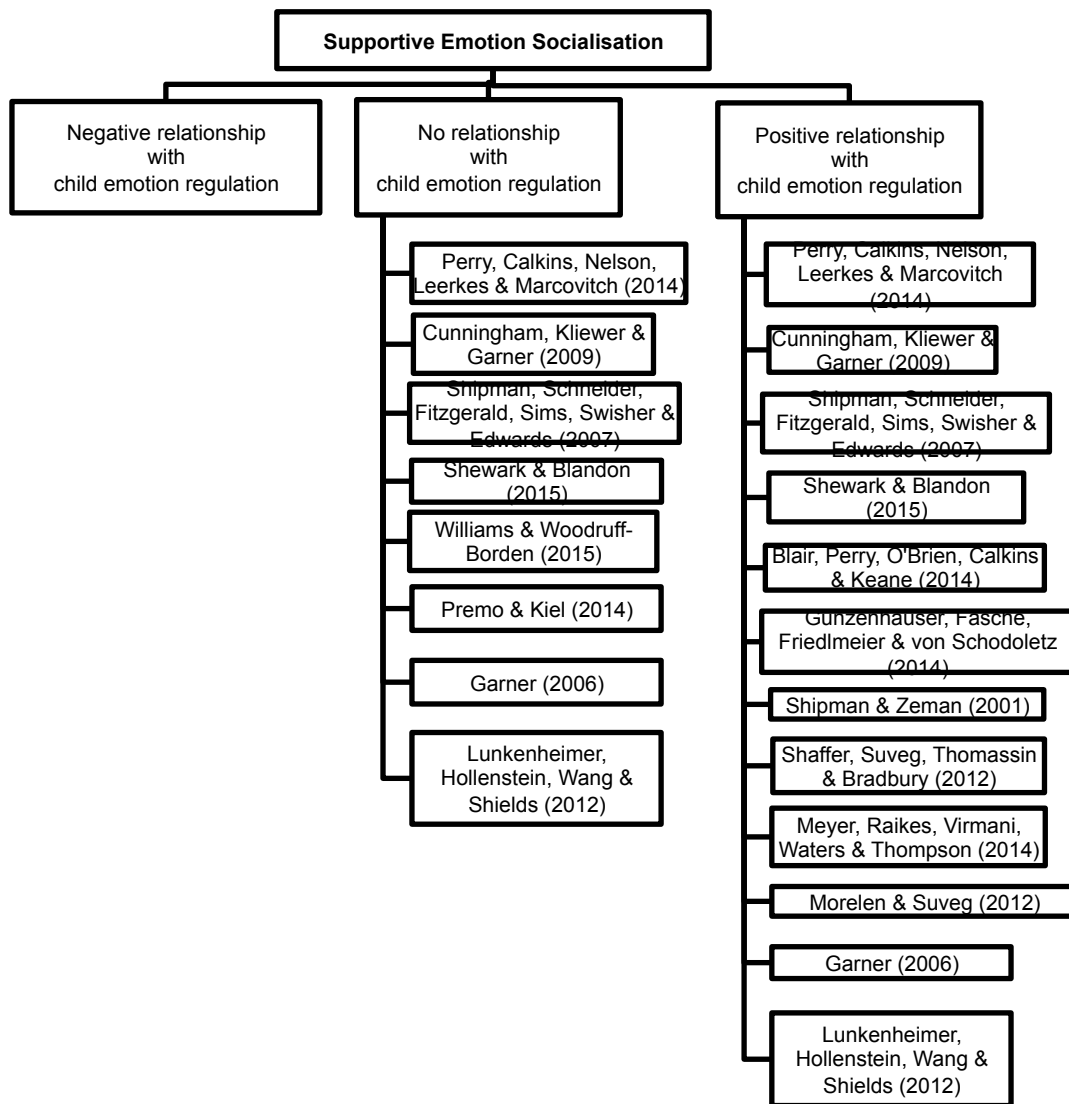 Supportive Emotion Socialisation
Negative relationship
with
child emotion regulation
No relationship
with
child emotion regulation
Positive relationship
with
child emotion regulation
Perry, Calkins, Nelson,
Leerkes & Marcovitch (2014)
Cunningham, Kliewer &
Garner (2009)
Shipman, Schneider,
Fitzgerald, Sims, Swisher &
Edwards (2007)
Shewark & Blandon
(2015)
Williams & Woodruff-
Borden (2015)
Premo & Kiel (2014)
Garner (2006)
Lunkenheimer,
Hollenstein, Wang &
Shields (2012)
Perry, Calkins, Nelson,
Leerkes & Marcovitch
(2014)
Cunningham, Kliewer &
Garner (2009)
Shipman, Schneider,
Fitzgerald, Sims, Swisher &
Edwards (2007)
Shewark & Blandon
(2015)
Blair, Perry, O'Brien, Calkins
& Keane (2014)
Gunzenhauser, Fasche,
Friedlmeier & von Schodoletz
(2014)
Shipman & Zeman (2001)
Shaffer, Suveg, Thomassin
& Bradbury (2012)
Meyer, Raikes, Virmani,
Waters & Thompson (2014)
Morelen & Suveg (2012)
Garner (2006)
Lunkenheimer,
Hollenstein, Wang &
Shields (2012)